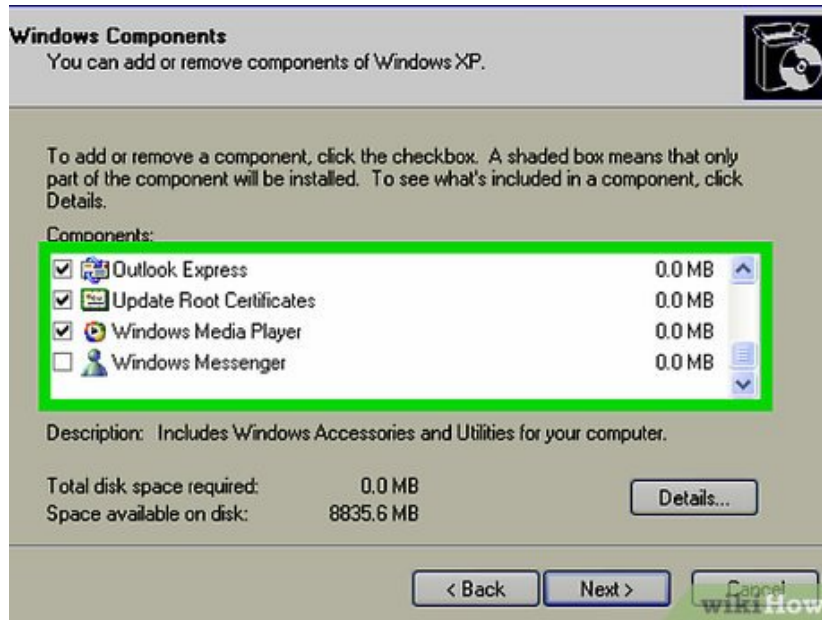 Windows Components
You can add or remove components of Windows XP.
To add or remove a component, click the checkbox. A shaded box means that only
part of the component will be installed. To see what's included in a component, click
Details.
Components:
Outlook Express 0.0 MB
Update Root Certificates 0.0 MB
Windows Media Player 0.0 MB
Windows Messenger 0.0 MB
Description: Includes Windows Accessories and Utilities for your computer.
Total disk space required: 0.0 MB
Space available on disk: 8835.6 MB
Details...
< Back Next > Cancel
wikiHow